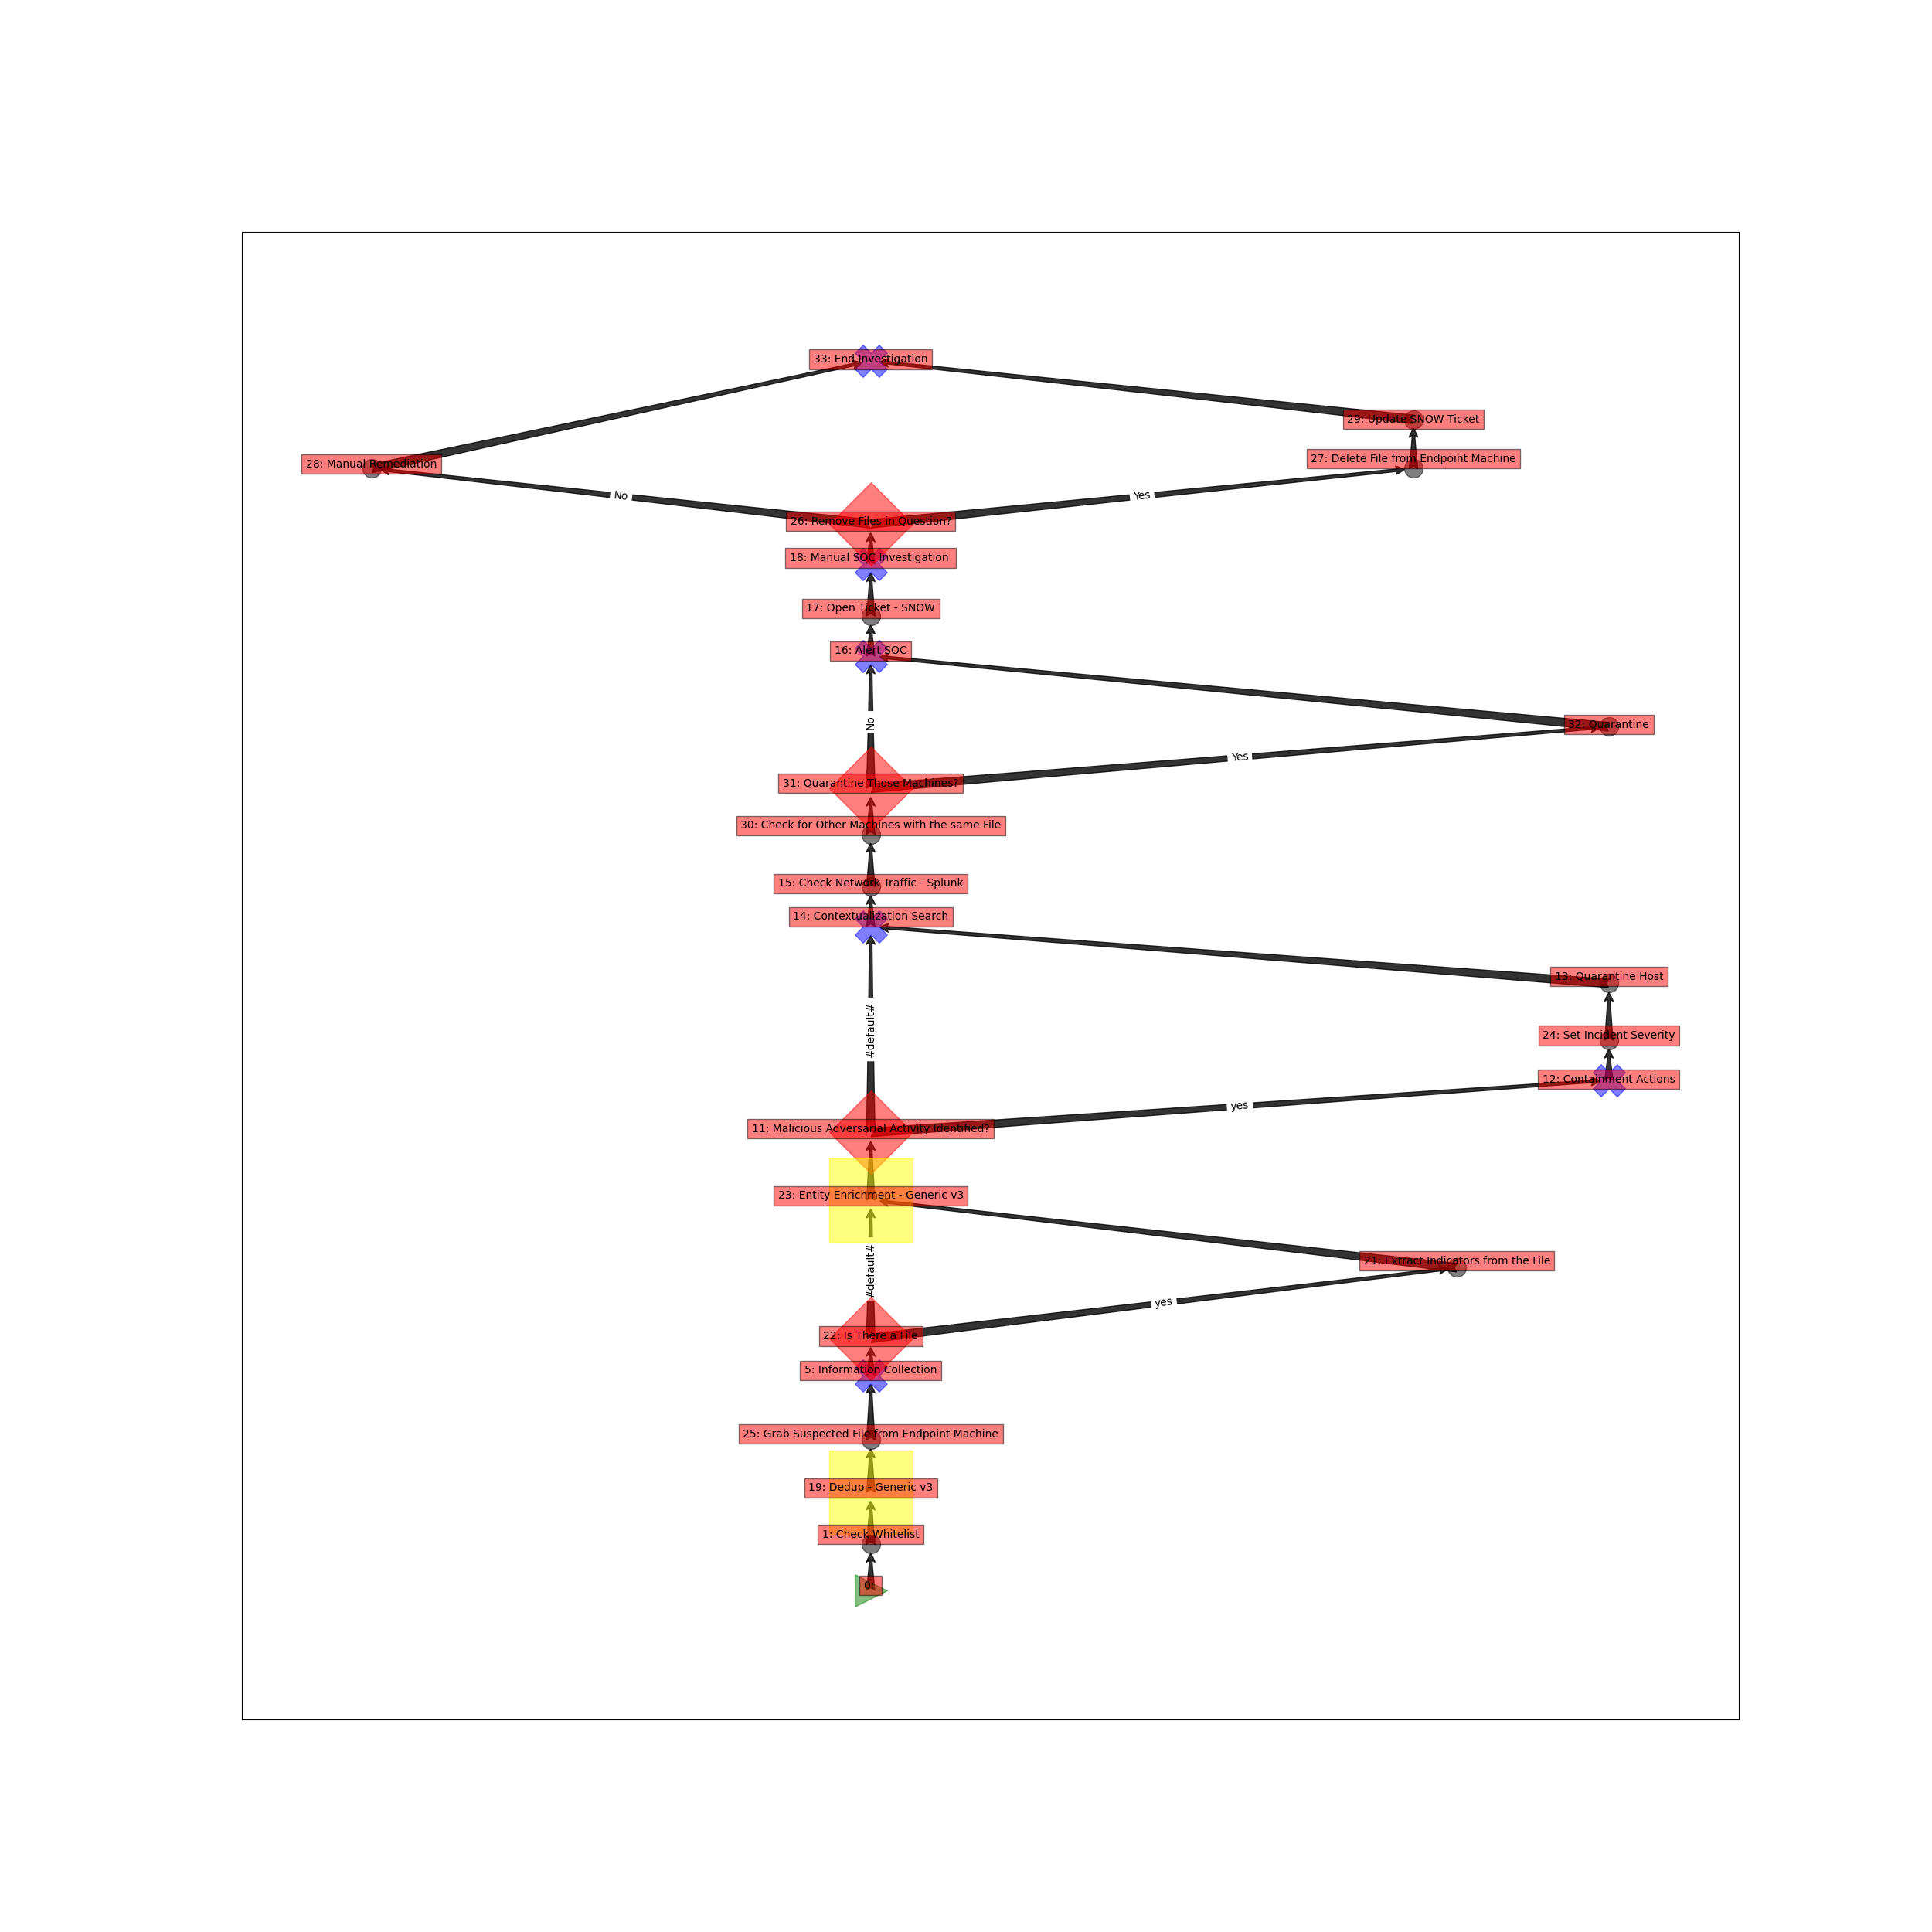 33: End Investigation
29: Update SNOW Ticket
27: Delete File from Endpoint Machine
28: Manual Remediation
No
Yes
26: Remove Files in Question?
18: Manual SOC Investigation
17: Open Ticket - SNOW
16: Alert SOC
No
32: Quarantine
Yes
31: Quarantine Those Machines?
30: Check for Other Machines with the same File
15: Check Network Traffic - Splunk
14: Contextualization Search
13: Quarantine Host
#default#
24: Set Incident Severity
12: Containment Actions
yes
11: Malicious Adversarial Activity Identified?
23: Entity Enrichment - Generic v3
#default#
21: Extract Indicators from the File
yes
22: Is There a File
5: Information Collection
25: Grab Suspected File from Endpoint Machine
19: Dedup - Generic v3
1: Check Whitelist
0: